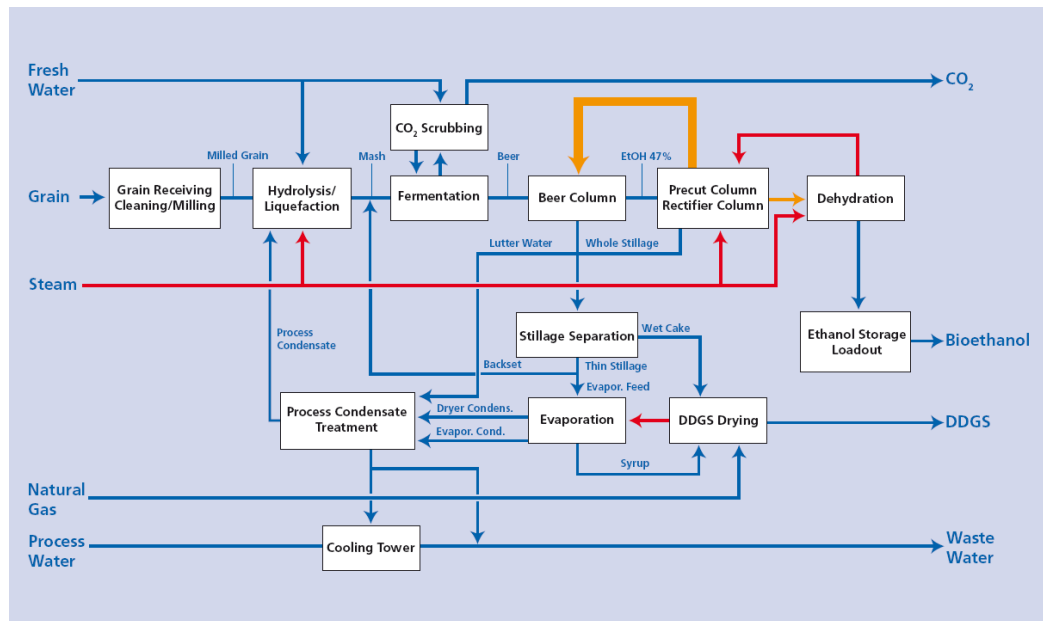 Fresh
Water
CO2
CO2 Scrubbing
Milled Grain
Mash
Beer
EtOH 47%
Grain
Grain Receiving
Cleaning/Milling
Hydrolysis/
Liquefaction
Fermentation
Beer Column
Precut Column
Rectifier Column
Dehydration
Lutter Water
Whole Stillage
Steam
Process
Condensate
Stillage Separation
Wet Cake
Ethanol Storage
Loadout
Bioethanol
Backset
Thin Stillage
Evapor. Feed
Process Condensate
Treatment
Dryer Condens.
Evapor. Cond.
Evaporation
DDGS Drying
DDGS
Syrup
Natural
Gas
Process
Water
Cooling Tower
Waste
Water